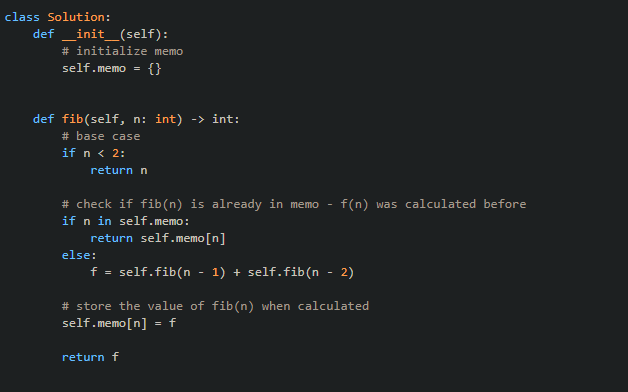 class Solution:
    def __init__(self):
        # initialize memo
        self.memo = {}
    def fib(self, n: int) -> int:
        # base case
        if n < 2:
            return n
        # check if fib(n) is already in memo - f(n) was calculated before
        if n in self.memo:
            return self.memo[n]
        else:
            f = self.fib(n - 1) + self.fib(n - 2)
        # store the value of fib(n) when calculated
        self.memo[n] = f
        return f